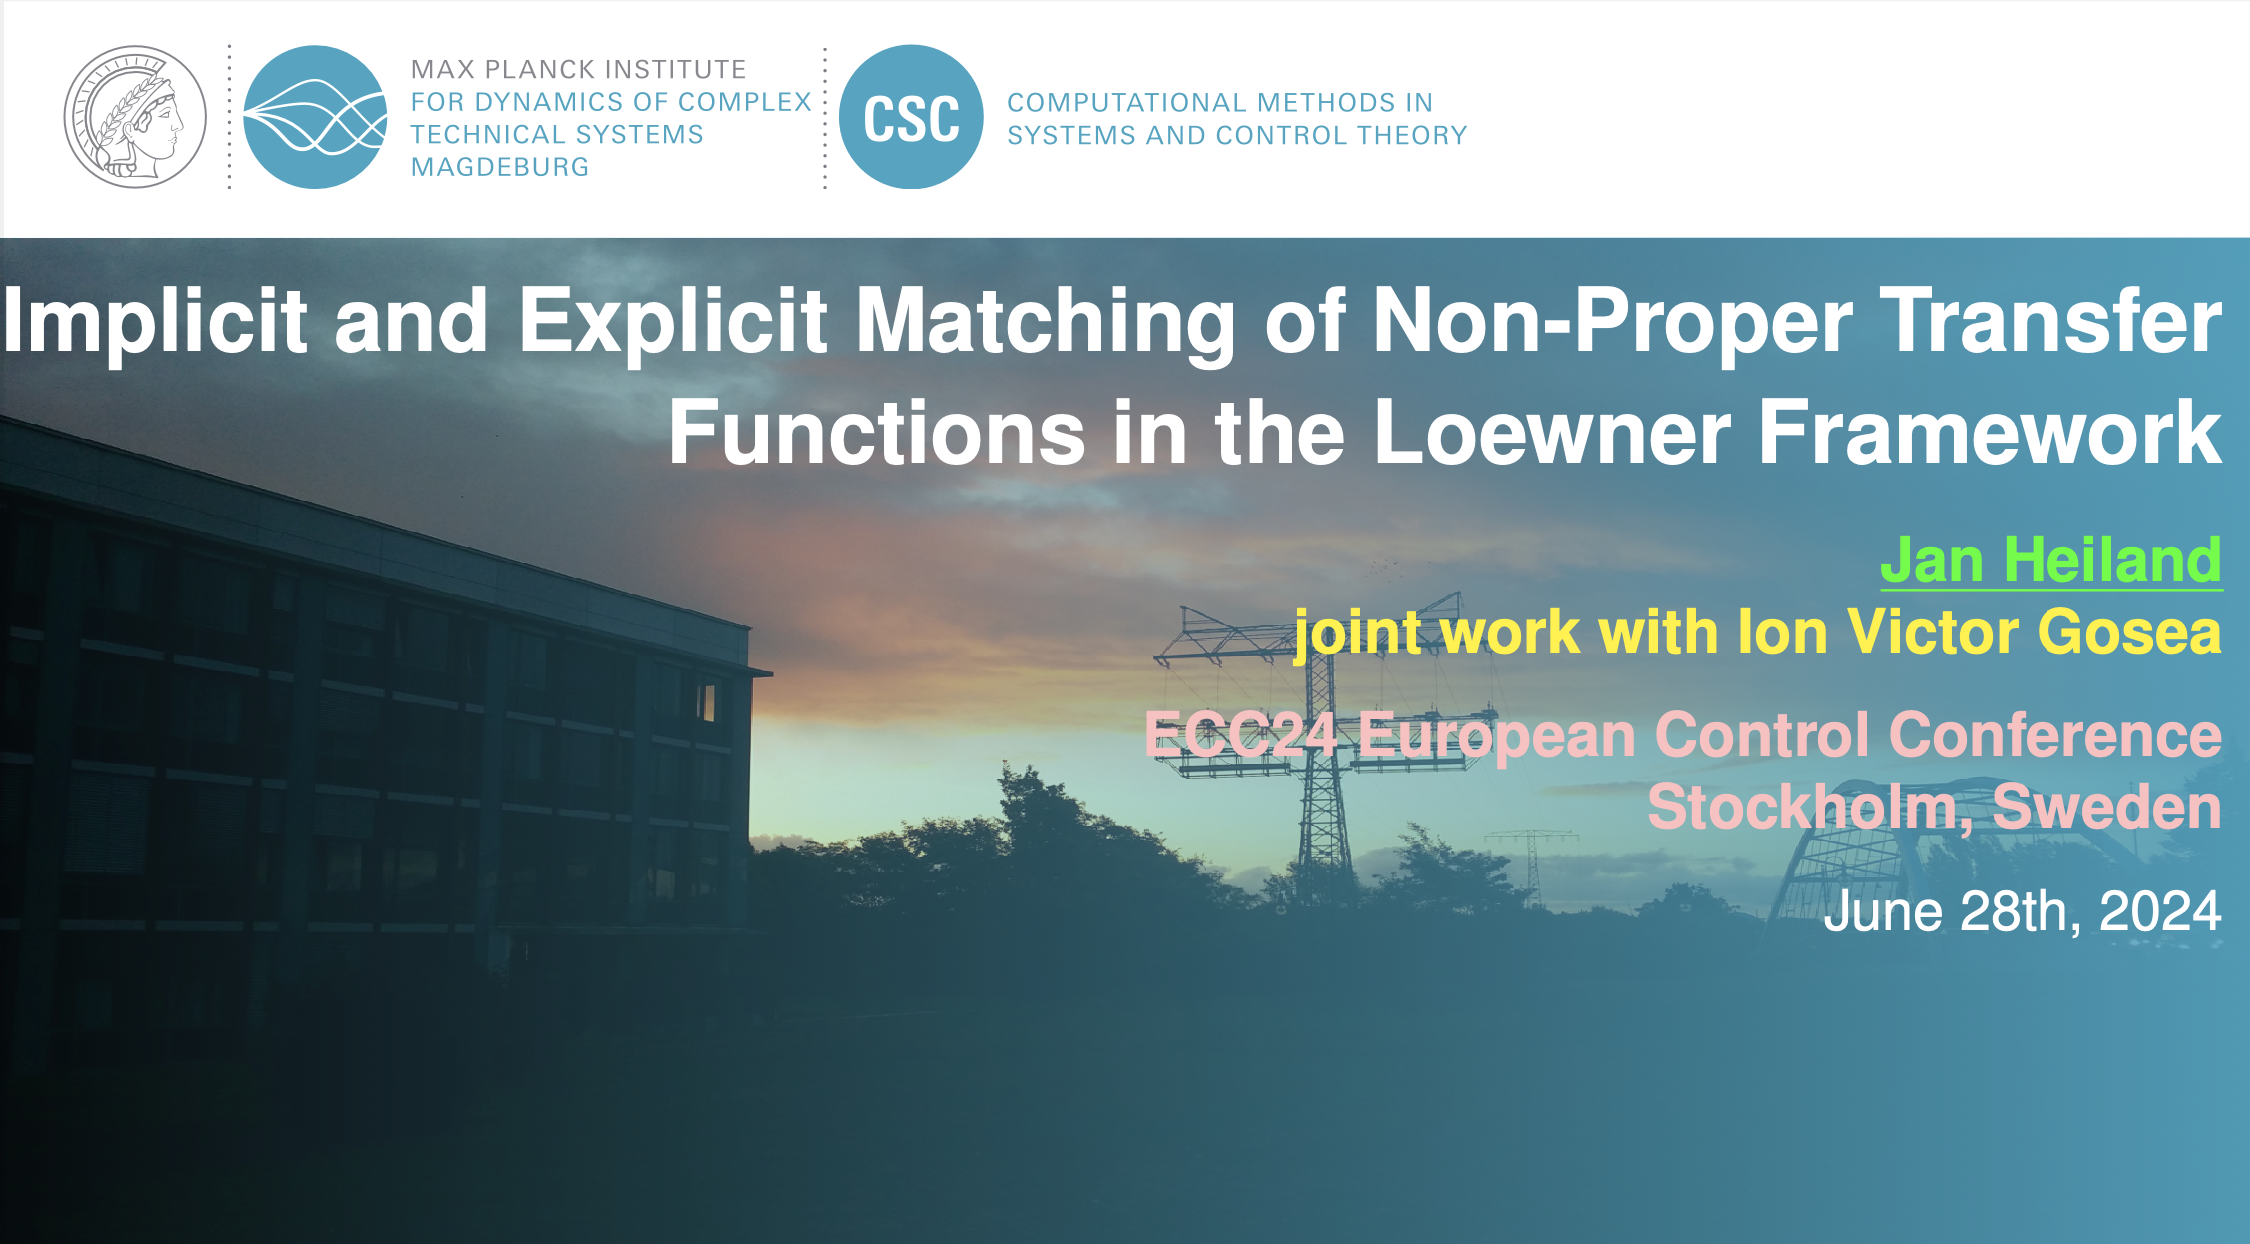 MAX PLANCK INSTITUTE
FOR DYNAMICS OF COMPLEX
TECHNICAL SYSTEMS
MAGDEBURG
CSC
COMPUTATIONAL METHODS IN
SYSTEMS AND CONTROL THEORY
Implicit and Explicit Matching of Non-Proper Transfer
Functions in the Loewner Framework
Jan Heiland
joint work with Ion Victor Gosea
ECC24 European Control Conference
Stockholm, Sweden
June 28th, 2024